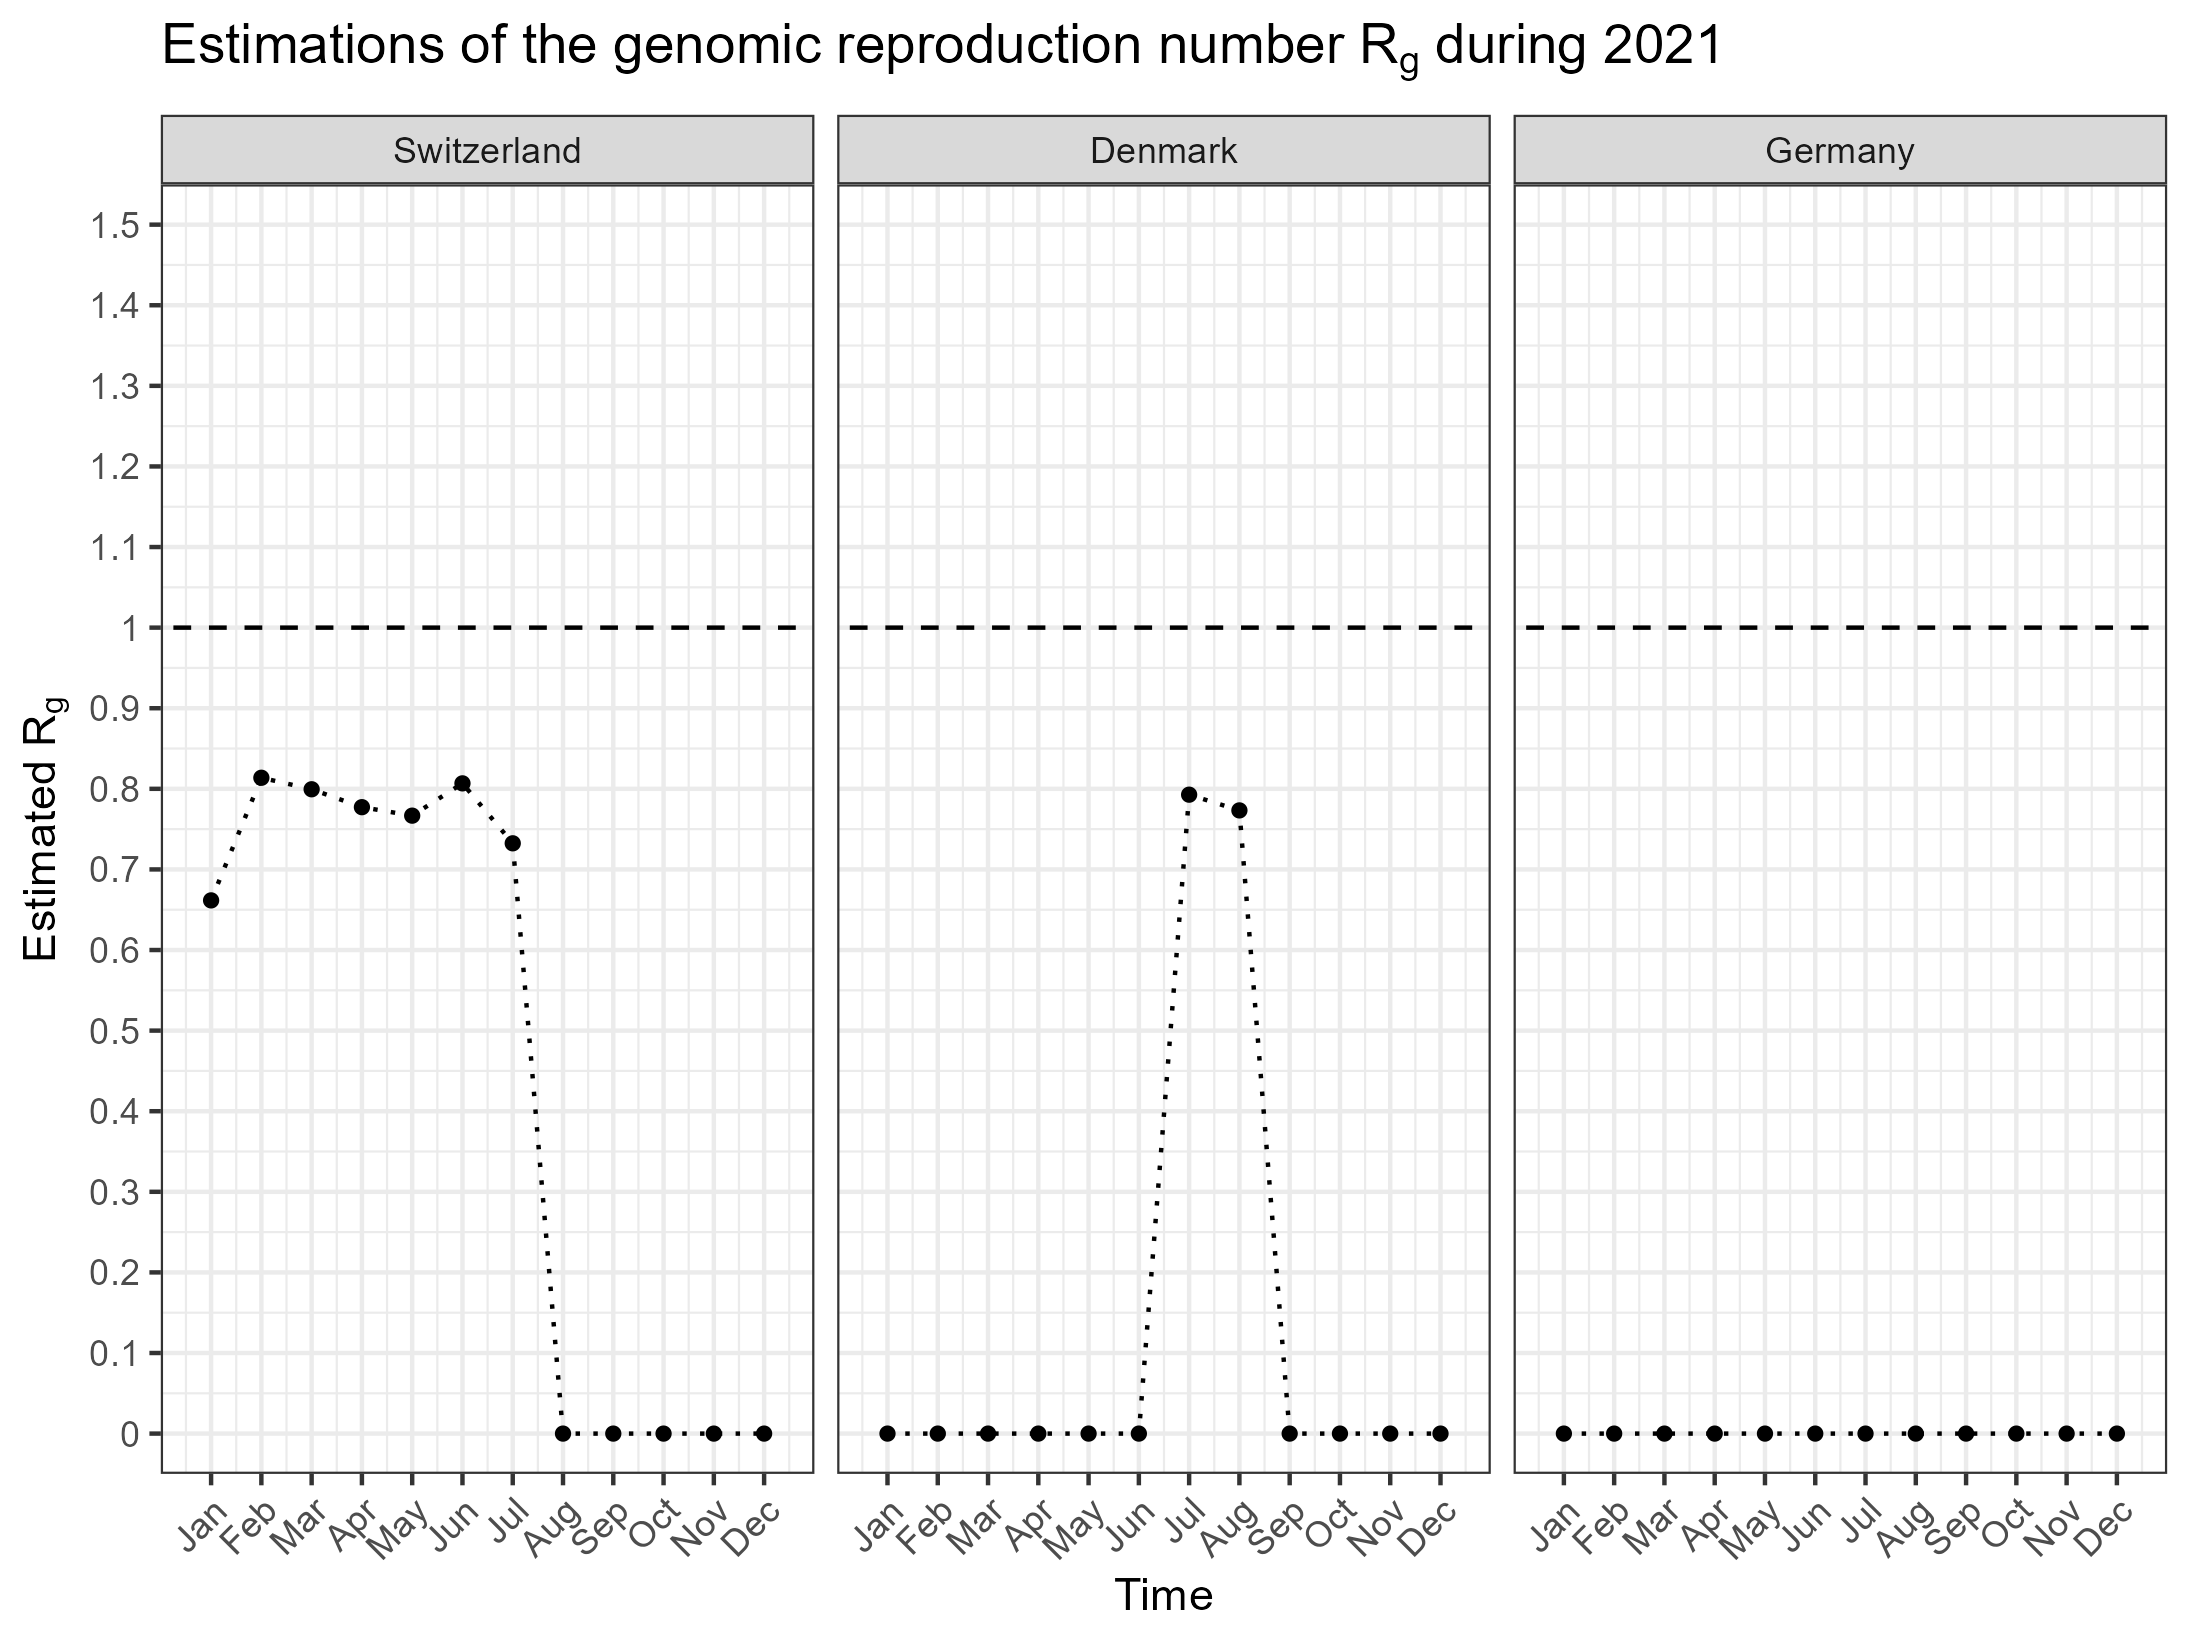 Estimations of the genomic reproduction number Rg during 2021
Switzerland
Denmark
Germany
Estimated Rg
1.5
1.4
1.3
1.2
1.1
1
0.9
0.8
0.7
0.6
0.5
0.4
0.3
0.2
0.1
0
Jan Feb Mar Apr May Jun Jul Aug Sep Oct Nov Dec
Jan Feb Mar Apr May Jun Jul Aug Sep Oct Nov Dec
Jan Feb Mar Apr May Jun Jul Aug Sep Oct Nov Dec
Time